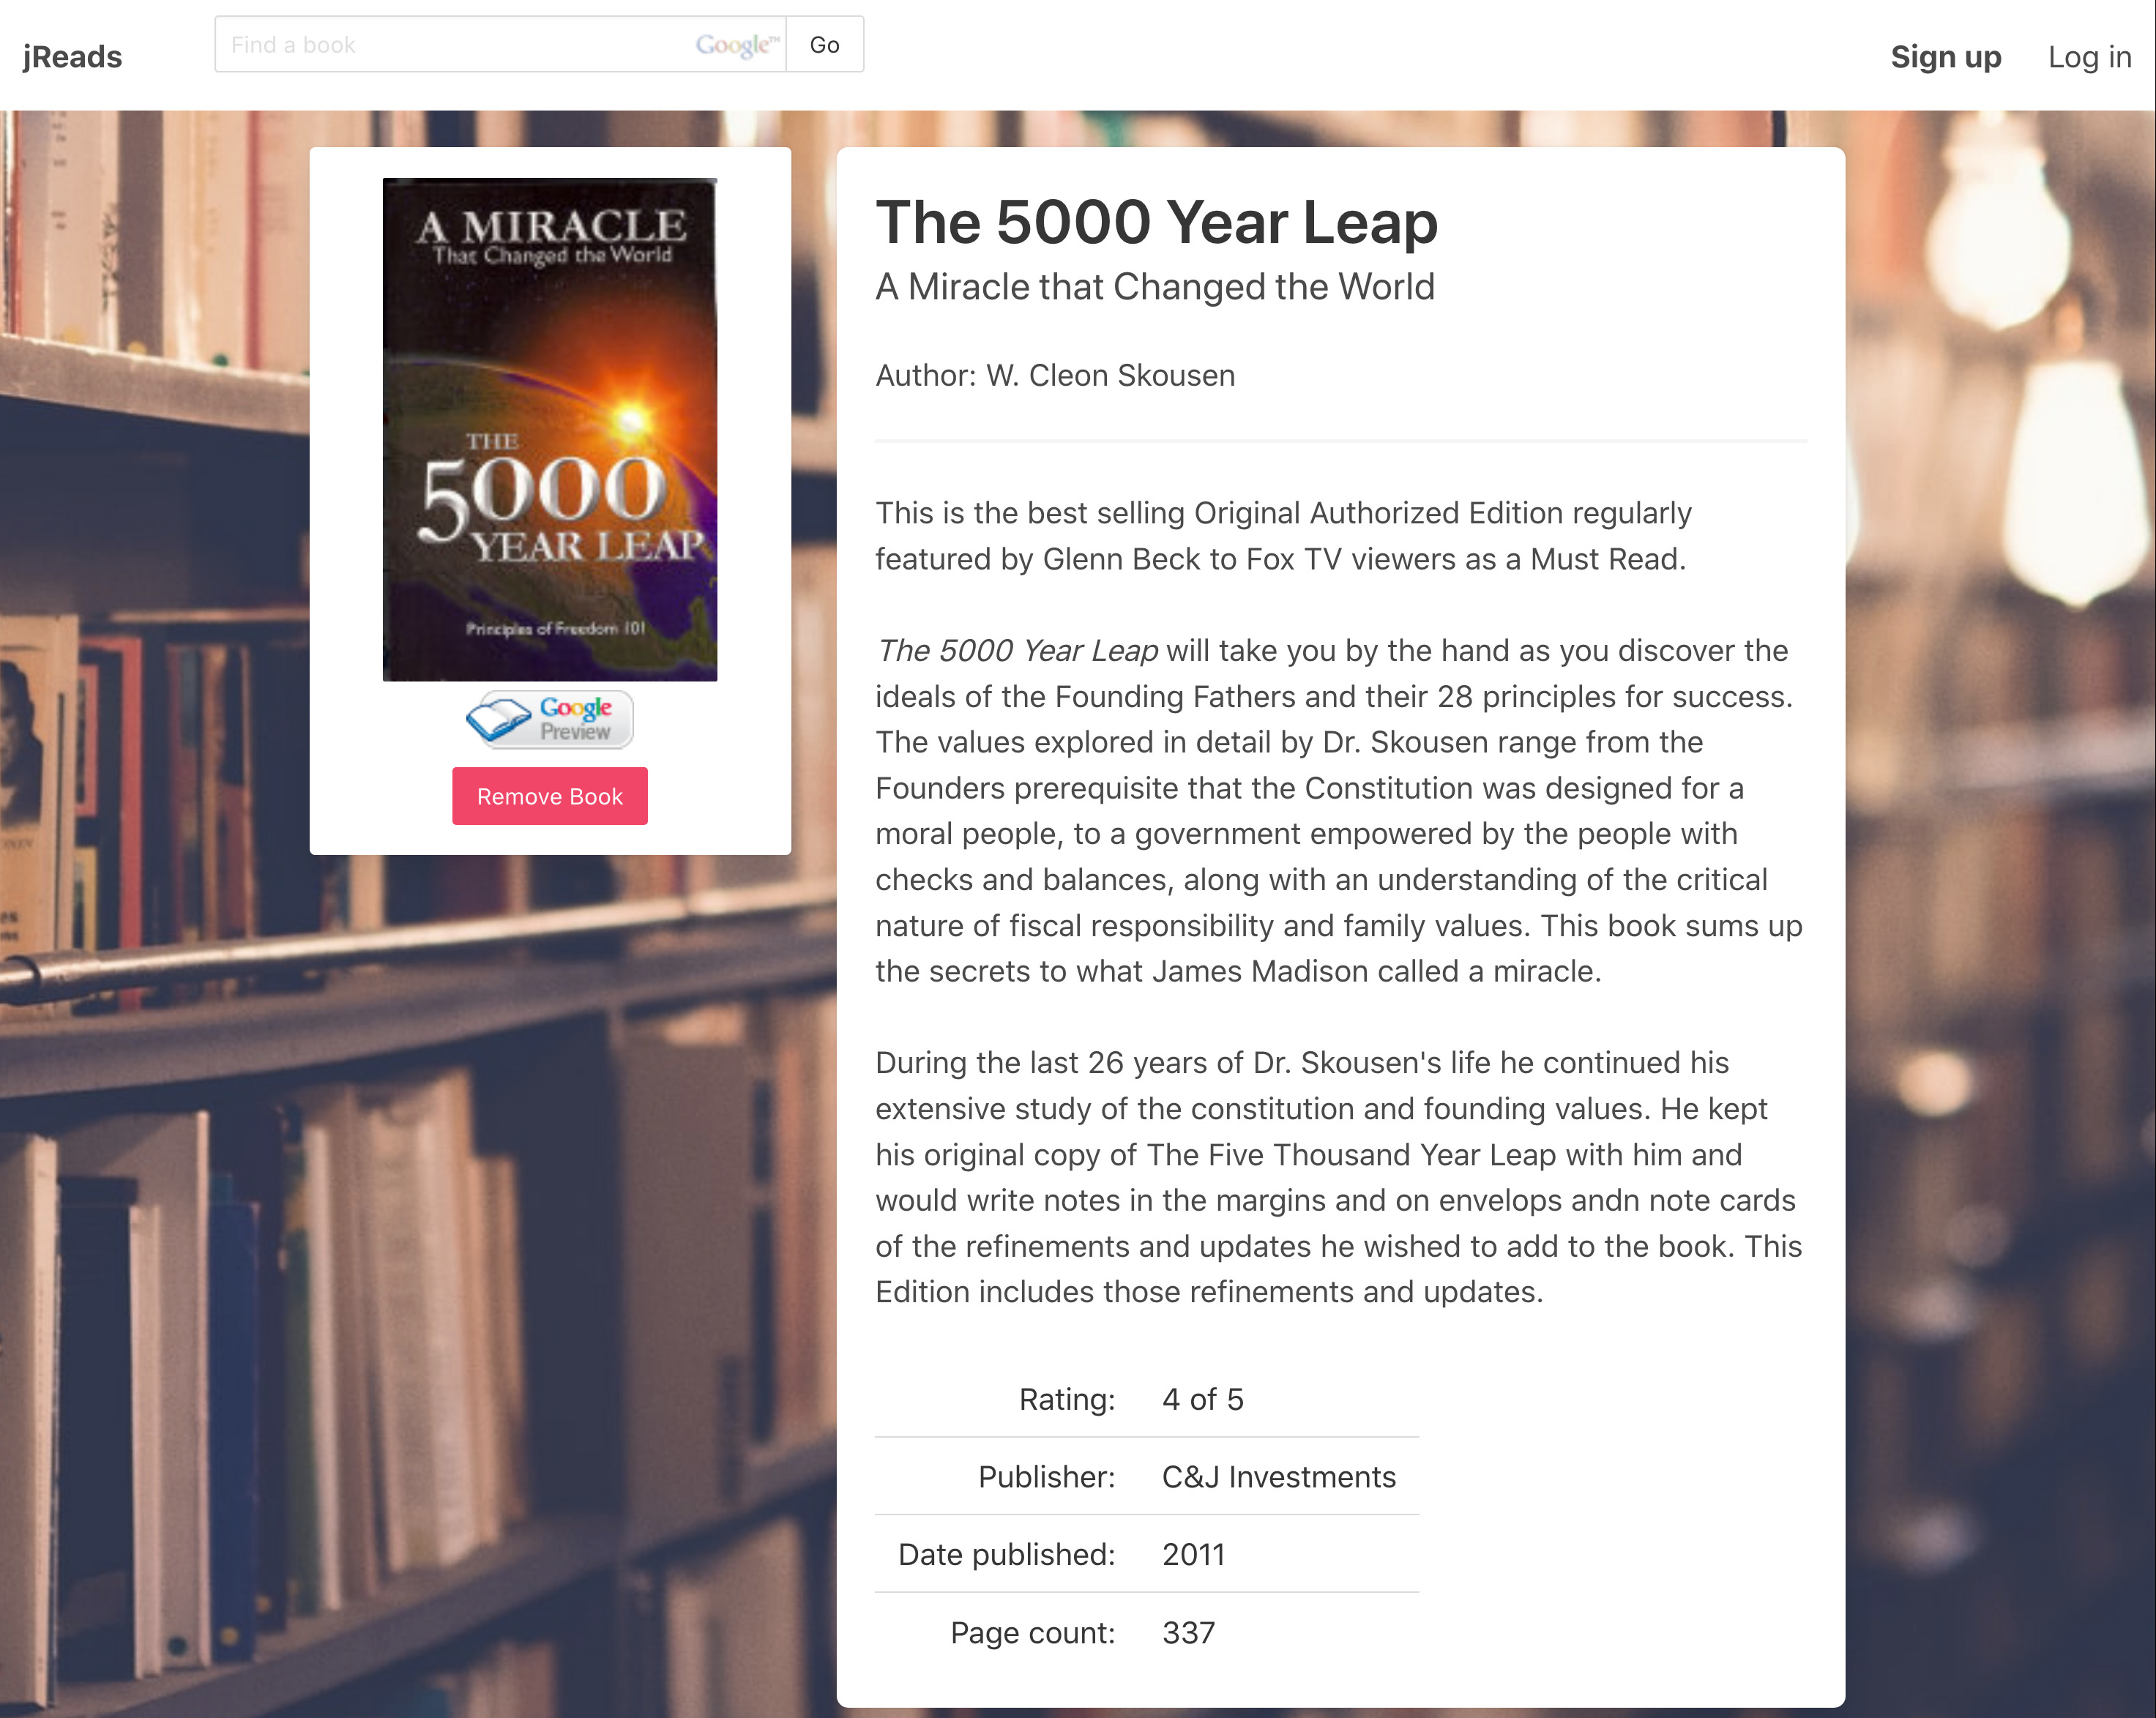 jReads
Find a book
Google™
Go
Sign up
Log in
A MIRACLE
That Changed the World
THE
5000
YEAR LEAP
Principles of Freedom 101
Google
Preview
Remove Book
The 5000 Year Leap
A Miracle that Changed the World
Author: W. Cleon Skousen
This is the best selling Original Authorized Edition regularly
featured by Glenn Beck to Fox TV viewers as a Must Read.
The 5000 Year Leap will take you by the hand as you discover the
ideals of the Founding Fathers and their 28 principles for success.
The values explored in detail by Dr. Skousen range from the
Founders prerequisite that the Constitution was designed for a
moral people, to a government empowered by the people with
checks and balances, along with an understanding of the critical
nature of fiscal responsibility and family values. This book sums up
the secrets to what James Madison called a miracle.
During the last 26 years of Dr. Skousen's life he continued his
extensive study of the constitution and founding values. He kept
his original copy of The Five Thousand Year Leap with him and
would write notes in the margins and on envelops andn note cards
of the refinements and updates he wished to add to the book. This
Edition includes those refinements and updates.
Rating: 4 of 5
Publisher: C&J Investments
Date published: 2011
Page count: 337